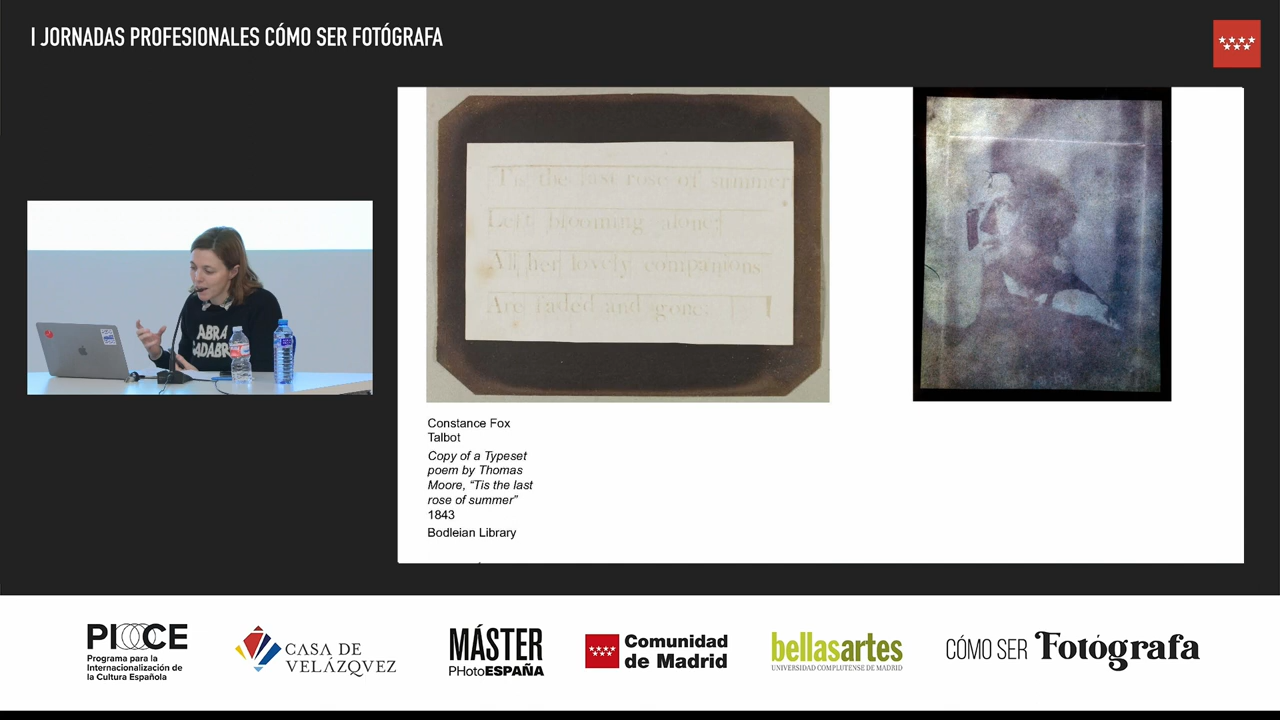 I JORNADAS PROFESIONALES CÓMO SER FOTÓGRAFA
'Tis the last rose of summer
Left blooming alone;
All her lovely companions
Are faded and gone;
ABRA
CADABR
Constance Fox
Talbot
Copy of a Typeset
poem by Thomas
Moore, “Tis the last
rose of summer”
1843
Bodleian Library
PICE
Programa para la
Internacionalización de
la Cultura Española
CASA DE
VELÁZQVEZ
MÁSTER
PHotoESPAÑA
Comunidad
de Madrid
bellasartes
UNIVERSIDAD COMPLUTENSE DE MADRID
CÓMO SER Fotógrafa